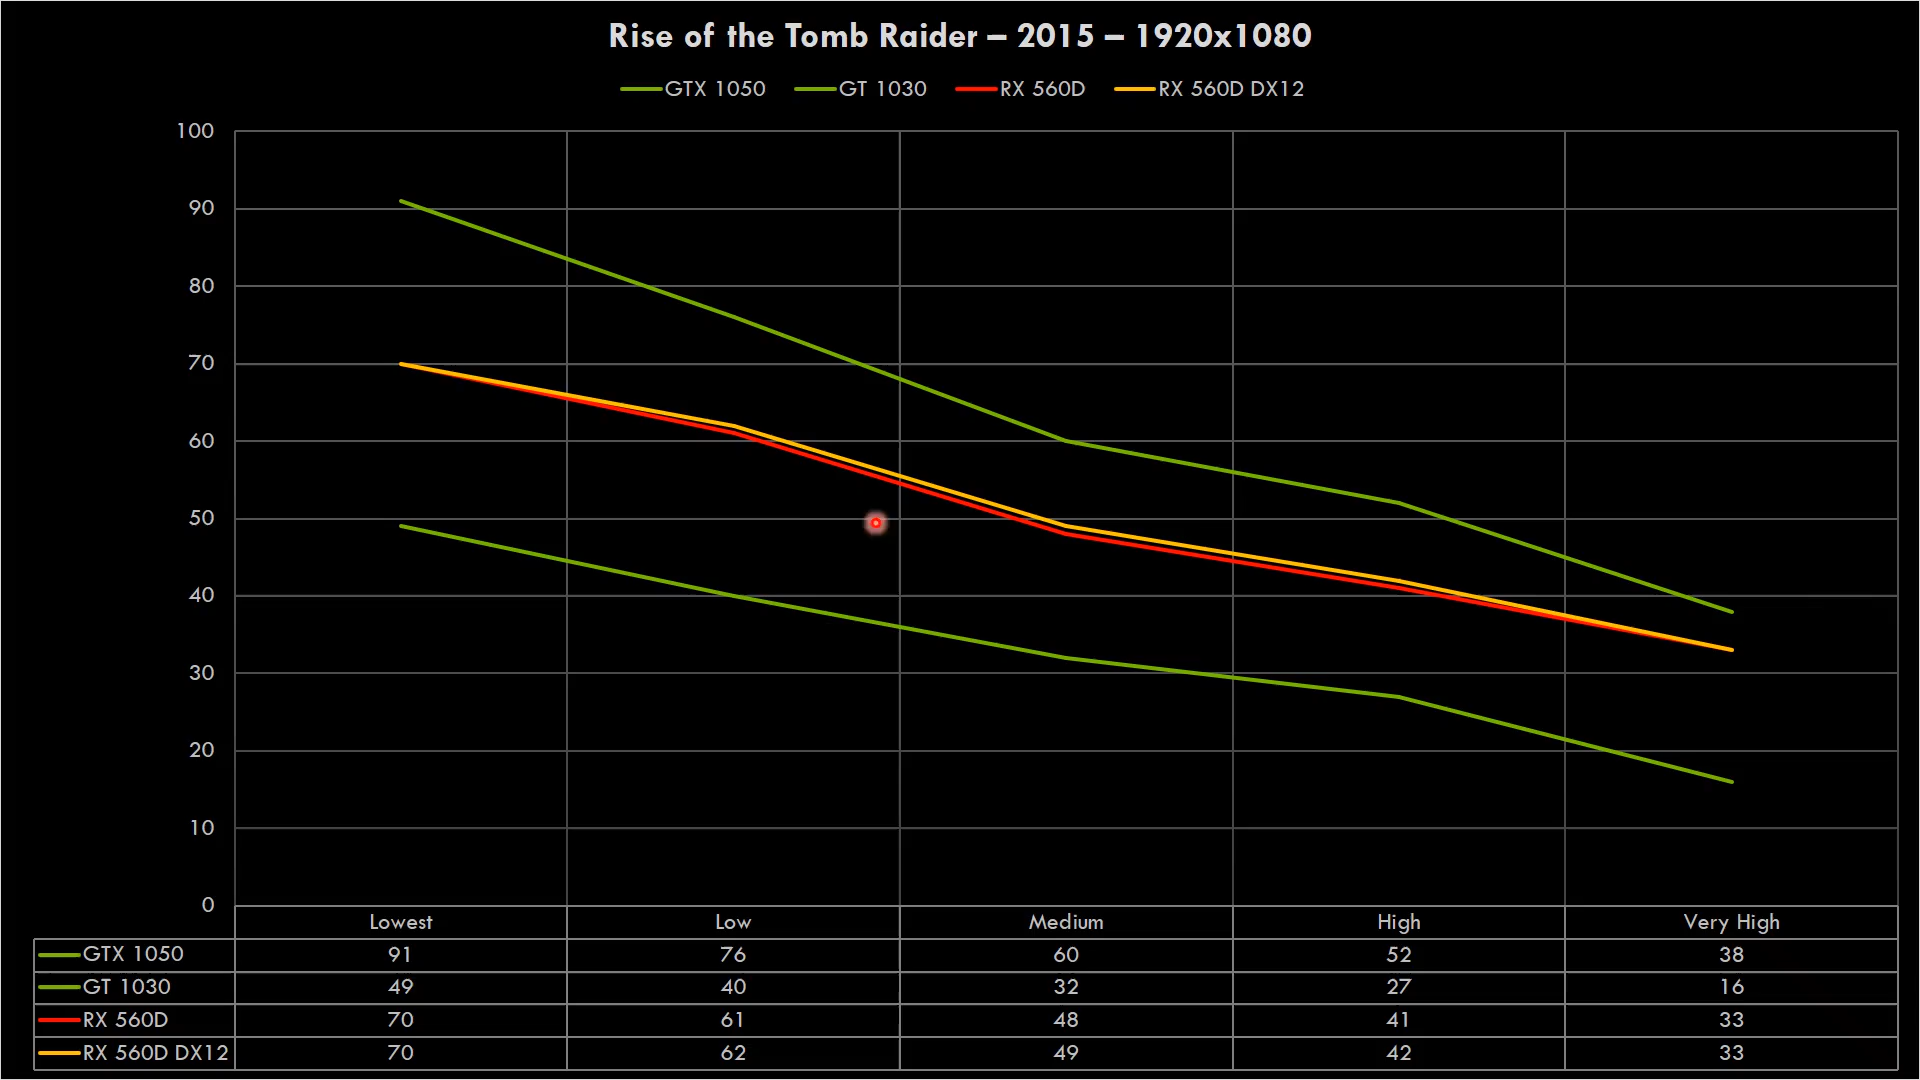 Rise of the Tomb Raider – 2015 – 1920x1080
GTX 1050 GT 1030 RX 560D RX 560D DX12
100
90
80
70
60
50
40
30
20
10
0
Lowest Low Medium High Very High
GTX 1050 91 76 60 52 38
GT 1030 49 40 32 27 16
RX 560D 70 61 48 41 33
RX 560D DX12 70 62 49 42 33